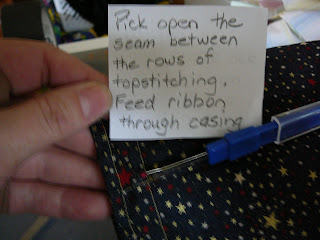 Pick open the
seam between
the rows of
topstitching.
Feed ribbon
through casing